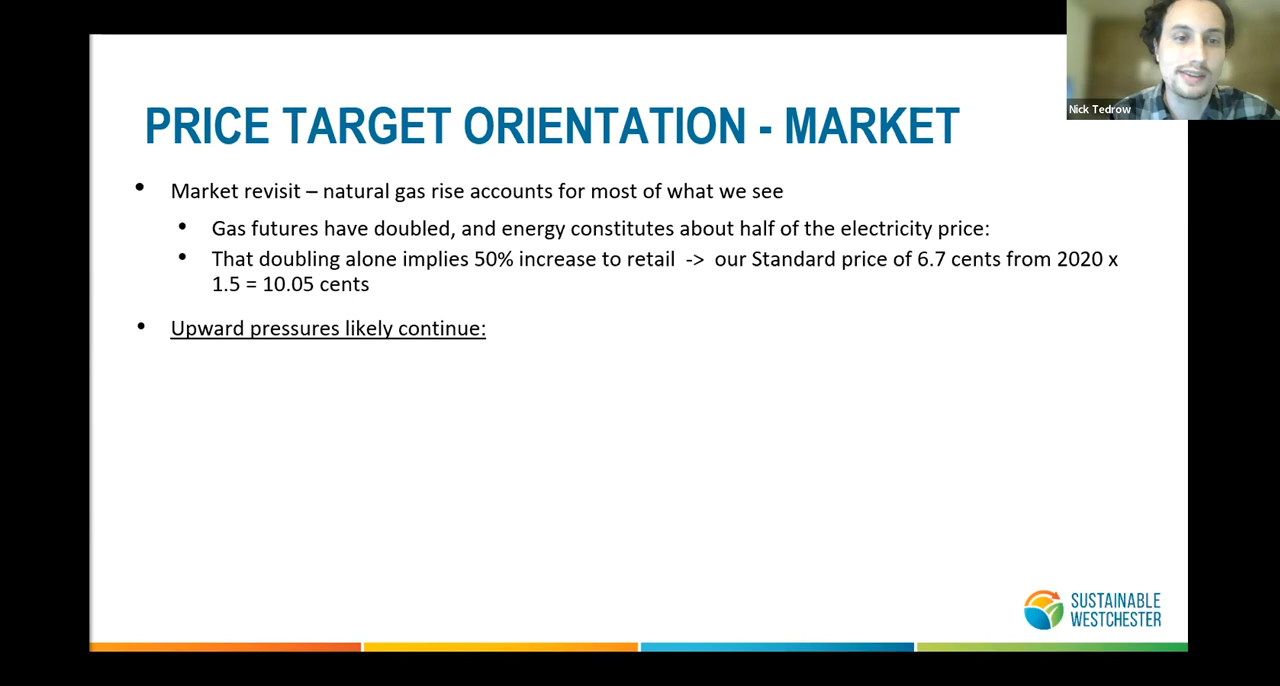 Nick Tedrow
PRICE TARGET ORIENTATION - MARKET
• Market revisit – natural gas rise accounts for most of what we see
• Gas futures have doubled, and energy constitutes about half of the electricity price:
• That doubling alone implies 50% increase to retail -> our Standard price of 6.7 cents from 2020 x
1.5 = 10.05 cents
• Upward pressures likely continue:
SUSTAINABLE
WESTCHESTER